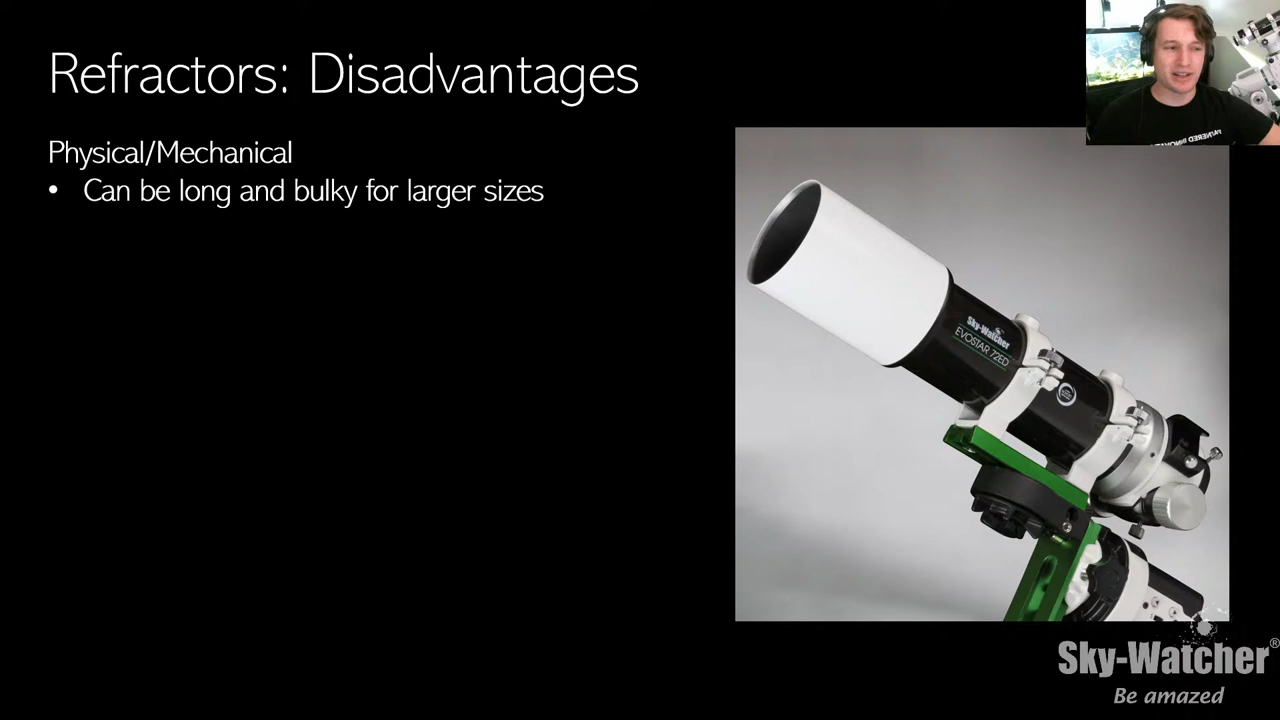 Refractors: Disadvantages
Physical/Mechanical
• Can be long and bulky for larger sizes
Sky-Watcher
EVOSTAR 72ED
Sky-Watcher®
Be amazed